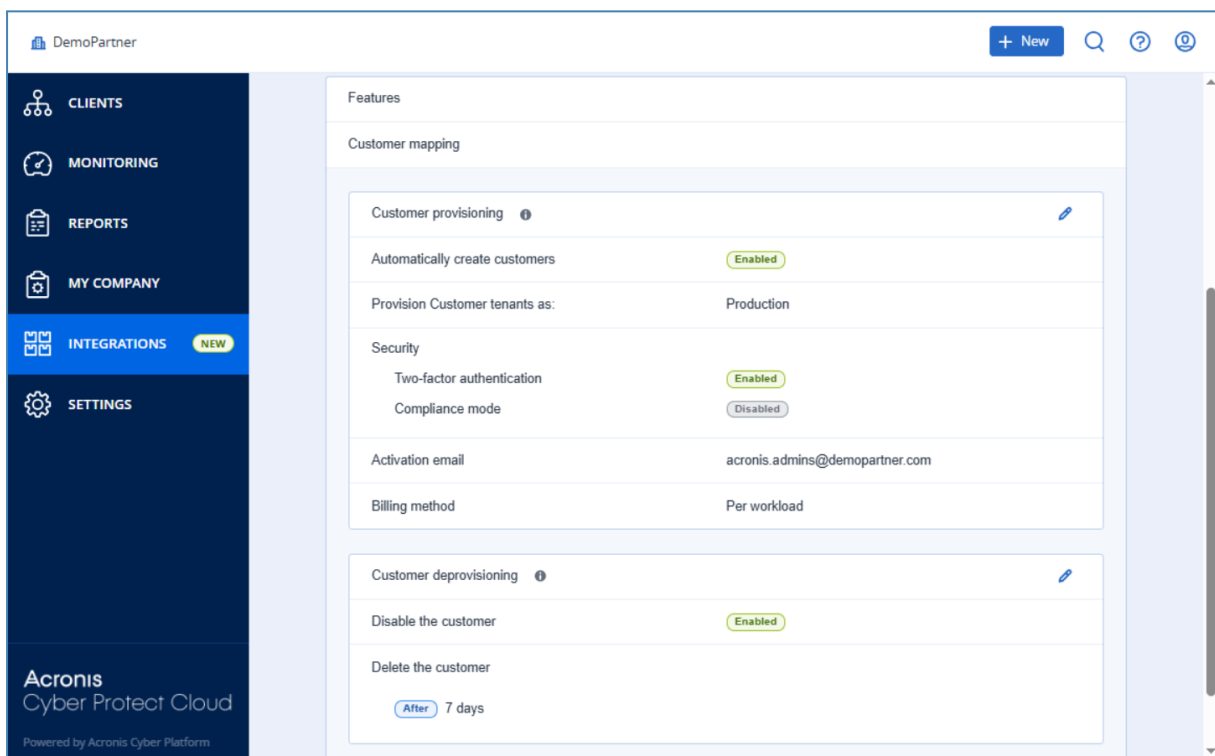 DemoPartner
+ New
CLIENTS
MONITORING
REPORTS
MY COMPANY
INTEGRATIONS NEW
SETTINGS
Acronis
Cyber Protect Cloud
Powered by Acronis Cyber Platform
Features
Customer mapping
Customer provisioning
Automatically create customers Enabled
Provision Customer tenants as: Production
Security
Two-factor authentication Enabled
Compliance mode Disabled
Activation email acronis.admins@demopartner.com
Billing method Per workload
Customer deprovisioning
Disable the customer Enabled
Delete the customer
After 7 days